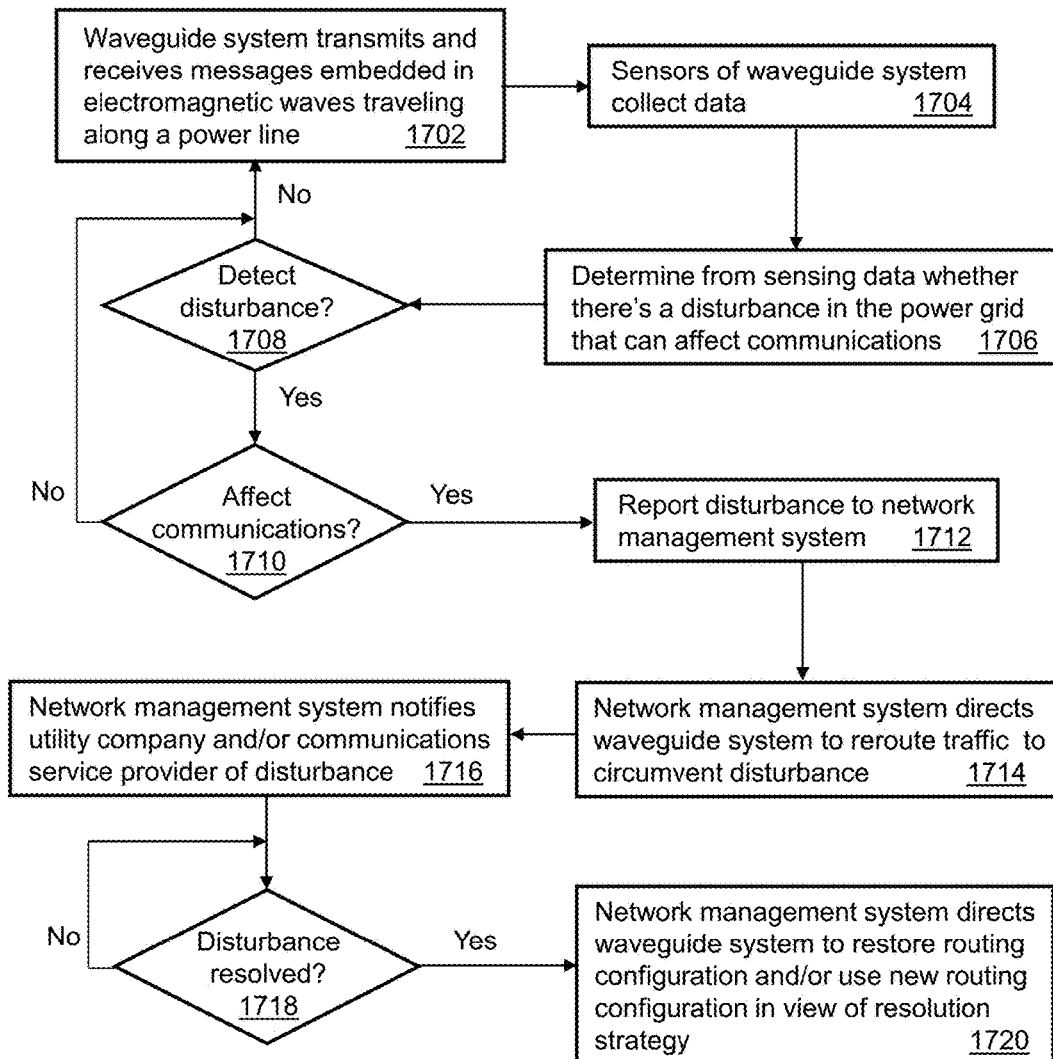 Waveguide system transmits and
receives messages embedded in
electromagnetic waves traveling
along a power line 1702
Sensors of waveguide system
collect data 1704
No
Detect
disturbance?
1708
Determine from sensing data whether
there's a disturbance in the power grid
that can affect communications 1706
Yes
No
Affect
communications?
1710
Yes
Report disturbance to network
management system 1712
Network management system notifies
utility company and/or communications
service provider of disturbance 1716
Network management system directs
waveguide system to reroute traffic to
circumvent disturbance 1714
No
Disturbance
resolved?
1718
Yes
Network management system directs
waveguide system to restore routing
configuration and/or use new routing
configuration in view of resolution
strategy 1720